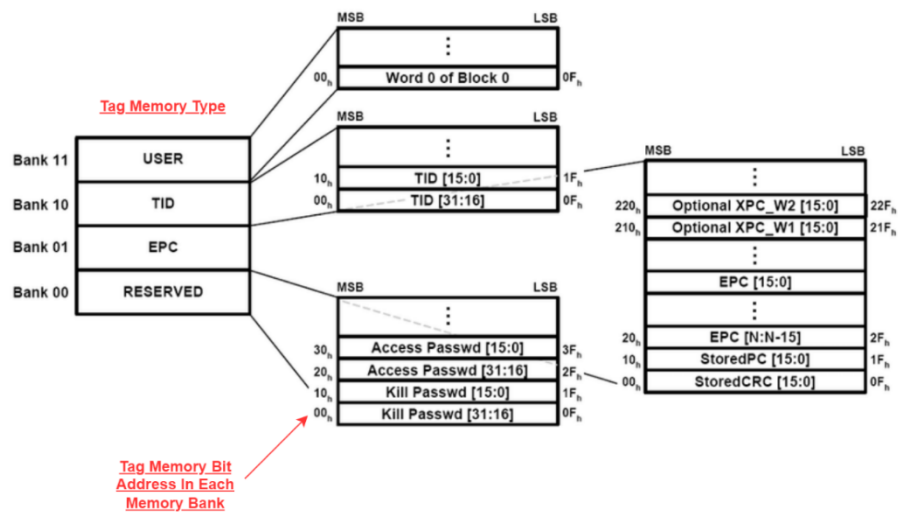 MSB LSB
⋮
00h Word 0 of Block 0 0Fh
Tag Memory Type
MSB LSB
⋮
10h TID [15:0] 1Fh
00h TID [31:16] 0Fh
Bank 11 USER
Bank 10 TID
Bank 01 EPC
Bank 00 RESERVED
MSB LSB
⋮
220h Optional XPC_W2 [15:0] 22Fh
210h Optional XPC_W1 [15:0] 21Fh
⋮
EPC [15:0]
⋮
20h EPC [N:N-15] 2Fh
10h StoredPC [15:0] 1Fh
00h StoredCRC [15:0] 0Fh
MSB LSB
⋮
30h Access Passwd [15:0] 3Fh
20h Access Passwd [31:16] 2Fh
10h Kill Passwd [15:0] 1Fh
00h Kill Passwd [31:16] 0Fh
Tag Memory Bit
Address In Each
Memory Bank